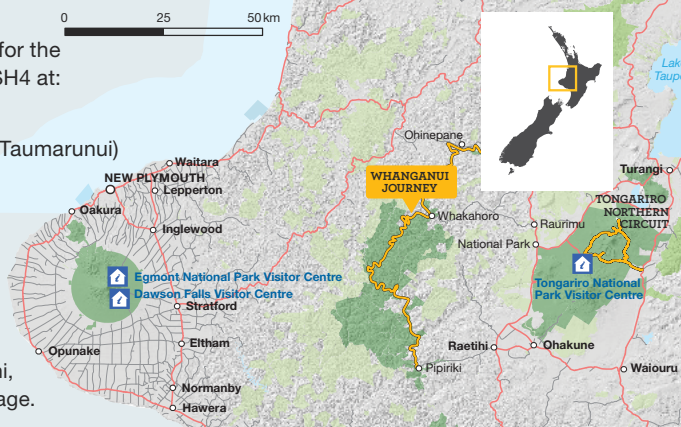 0 25 50 km
for the
SH4 at:
Taumarunui)
Lake
Taupo
Ohinepane
Waitara
NEW PLYMOUTH
Lepperton
WHANGANUI
JOURNEY
Turangi
Oakura
TONGARIRO
NORTHERN
CIRCUIT
Whakahoro
Raurimu
Inglewood
National Park
Egmont National Park Visitor Centre
Dawson Falls Visitor Centre
Tongariro National
Park Visitor Centre
Stratford
Opunake
Eltham
Raetihi
Ohakune
Pipiriki
Waiouru
ni,
age.
Normanby
Hawera